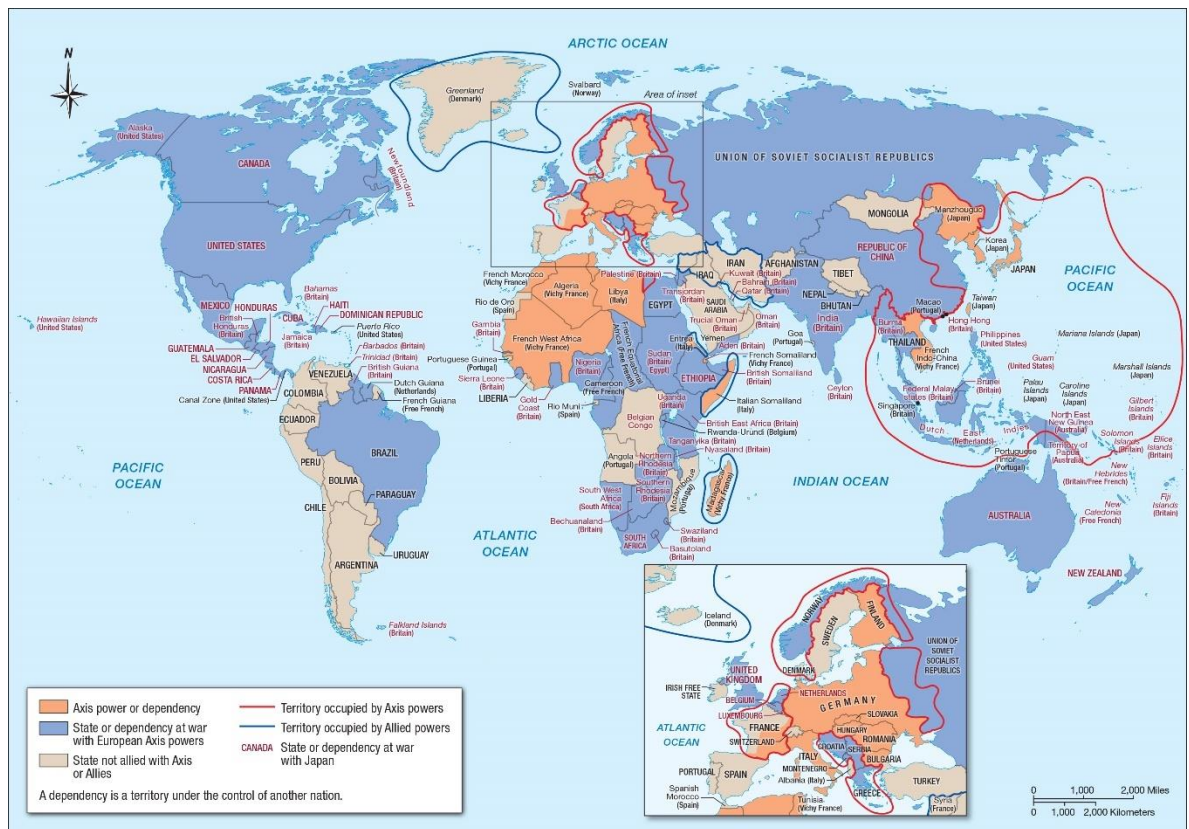 N
ARCTIC OCEAN
Greenland
(Denmark)
Svalbard
(Norway)
Area of inset
Alaska
(United States)
CANADA
Newfoundland
(Britain)
UNION OF SOVIET SOCIALIST REPUBLICS
UNITED STATES
MONGOLIA
Manzhouguo
(Japan)
REPUBLIC OF
CHINA
Korea
(Japan)
JAPAN
PACIFIC
OCEAN
French Morocco
(Vichy France)
Rio de Oro
(Spain)
Algeria
(Vichy France)
Libya
(Italy)
EGYPT
Palestine (Britain)
Transjordan
(Britain)
IRAQ
IRAN
AFGHANISTAN
Kuwait (Britain)
Bahrain (Britain)
Qatar (Britain)
SAUDI
ARABIA
Trucial Oman
(Britain)
Oman
(Britain)
Yemen
Aden (Britain)
TIBET
NEPAL
BHUTAN
India
(Britain)
Goa
(Portugal)
Macao
(Portugal)
Taiwan
(Japan)
Hong Hong
(Britain)
Burma
(Britain)
THAILAND
French
Indo-China
(Vichy France)
Philippines
(United States)
Mariana Islands (Japan)
Guam
(United States)
Marshall Islands
(Japan)
Palau
Islands
(Japan)
Caroline
Islands
(Japan)
Gilbert
Islands
(Britain)
Hawaiian Islands
(United States)
MEXICO
HONDURAS
British
Honduras
(Britain)
Bahamas
(Britain)
CUBA
HAITI
DOMINICAN REPUBLIC
Puerto Rico
(United States)
Jamaica
(Britain)
GUATEMALA
EL SALVADOR
NICARAGUA
COSTA RICA
PANAMA
Canal Zone (United States)
Barbados (Britain)
Trinidad (Britain)
British Guiana
(Britain)
Dutch Guiana
(Netherlands)
French Guiana
(Free French)
VENEZUELA
COLOMBIA
ECUADOR
PERU
BRAZIL
BOLIVIA
PARAGUAY
CHILE
URUGUAY
ARGENTINA
Falkland Islands
(Britain)
PACIFIC
OCEAN
ATLANTIC
OCEAN
INDIAN OCEAN
Gambia
(Britain)
Portuguese Guinea
(Portugal)
Sierra Leone
(Britain)
LIBERIA
Gold
Coast
(Britain)
French West Africa
(Vichy France)
Nigeria
(Britain)
Cameroon
(Free French)
Rio Muni
(Spain)
French Equatorial
Africa (Free French)
Sudan
(Britain/
Egypt)
Eritrea
(Italy)
ETHIOPIA
French Somaliland
(Vichy France)
British Somaliland
(Britain)
Italian Somaliland
(Italy)
Uganda
(Britain)
British East Africa (Britain)
Belgian
Congo
Rwanda-Urundi (Belgium)
Tanganyika (Britain)
Nyasaland (Britain)
Angola
(Portugal)
Northern
Rhodesia
(Britain)
Southern
Rhodesia
(Britain)
Mozambique
(Portugal)
Madagascar
(Vichy France)
South West
Africa
(South Africa)
Bechuanaland
(Britain)
SOUTH
AFRICA
Swaziland
(Britain)
Basutoland
(Britain)
Ceylon
(Britain)
Federal Malay
states (Britain)
Singapore
(Britain)
Brunei
(Britain)
Dutch East Indies
(Netherlands)
North East
New Guinea
(Australia)
Territory of
Papua
(Australia)
Portuguese
Timor
(Portugal)
Solomon
Islands
(Britain)
Ellice
Islands
(Britain)
New
Hebrides
(Britain/Free French)
New
Caledonia
(Free French)
Fiji
Islands
(Britain)
AUSTRALIA
NEW ZEALAND
Iceland
(Denmark)
NORWAY
SWEDEN
FINLAND
UNION OF
SOVIET
SOCIALIST
REPUBLICS
DENMARK
UNITED
KINGDOM
IRISH FREE
STATE
NETHERLANDS
BELGIUM
LUXEMBOURG
GERMANY
ATLANTIC
OCEAN
FRANCE
SWITZERLAND
SLOVAKIA
HUNGARY
ROMANIA
CROATIA
SERBIA
BULGARIA
ITALY
MONTENEGRO
Albania (Italy)
GREECE
TURKEY
PORTUGAL
SPAIN
Spanish
Morocco
(Spain)
Tunisia
(Vichy France)
Syria
(France)
Axis power or dependency
State or dependency at war
with European Axis powers
State not allied with Axis
or Allies
Territory occupied by Axis powers
Territory occupied by Allied powers
CANADA State or dependency at war
with Japan
A dependency is a territory under the control of another nation.
0 1,000 2,000 Miles
0 1,000 2,000 Kilometers